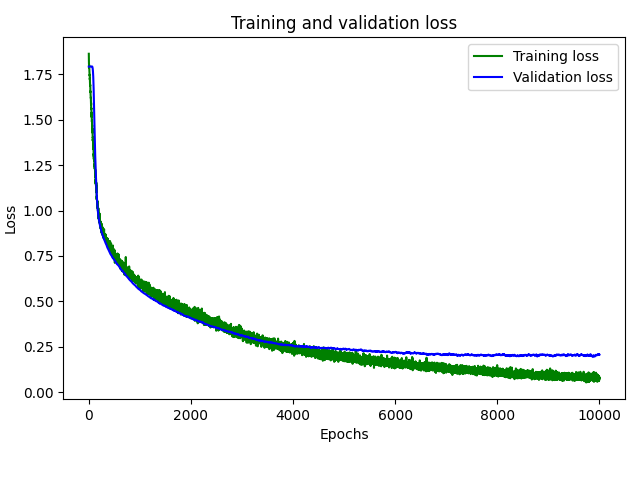 Training and validation loss
Training loss
Validation loss
1.75
1.50
1.25
1.00
0.75
0.50
0.25
0.00
Loss
0 2000 4000 6000 8000 10000
Epochs